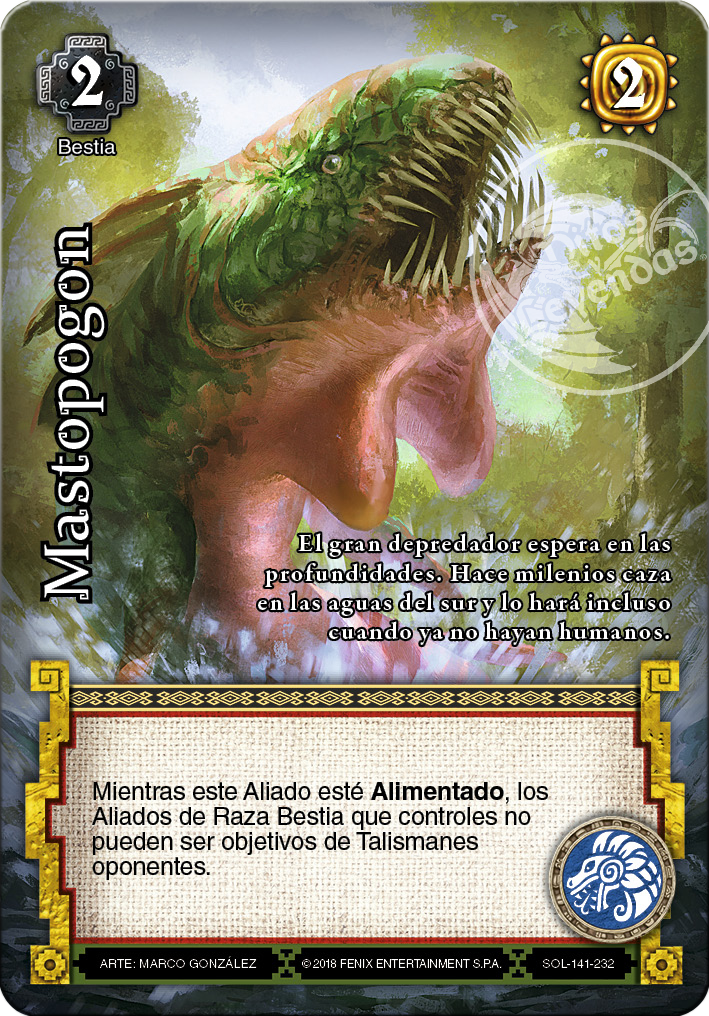 2
Bestia
2
Mitos
y
Leyendas
Mastopogon
El gran depredador espera en las
profundidades. Hace milenios caza
en las aguas del sur y lo hará incluso
cuando ya no hayan humanos.
Mientras este Aliado esté Alimentado, los
Aliados de Raza Bestia que controles no
pueden ser objetivos de Talismanes
oponentes.
ARTE: MARCO GONZÁLEZ © 2018 FENIX ENTERTAINMENT S.P.A. SOL-141-232